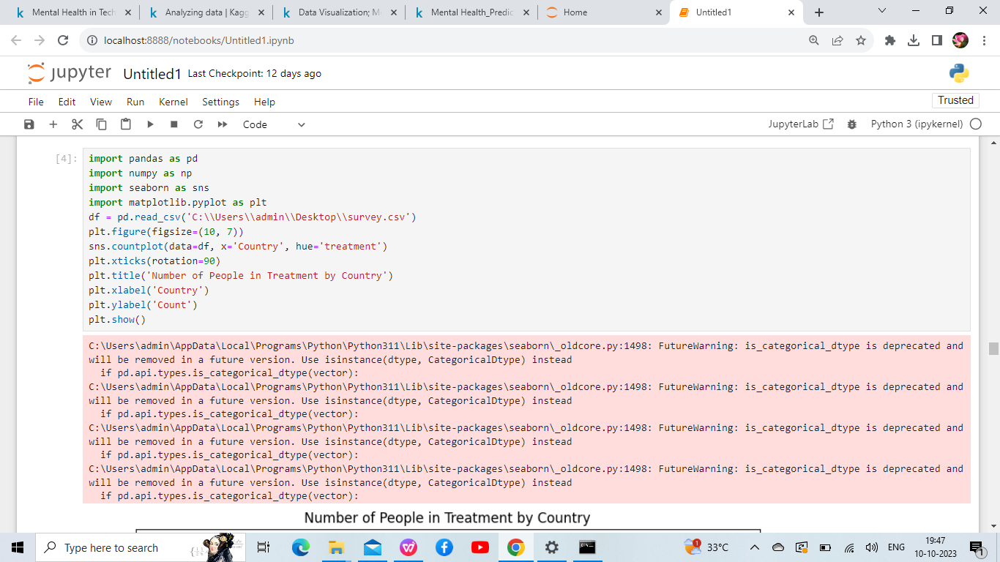 Mental Health in Tech
Analyzing data | Kagg
Data Visualization; M
Mental Health_Predic
Home
Untitled1
localhost:8888/notebooks/Untitled1.ipynb
jupyter
Untitled1
Last Checkpoint: 12 days ago
File Edit View Run Kernel Settings Help
Trusted
Code
JupyterLab
Python 3 (ipykernel)
[4]:
import pandas as pd
import numpy as np
import seaborn as sns
import matplotlib.pyplot as plt
df = pd.read_csv('C:\\Users\\admin\\Desktop\\survey.csv')
plt.figure(figsize=(10, 7))
sns.countplot(data=df, x='Country', hue='treatment')
plt.xticks(rotation=90)
plt.title('Number of People in Treatment by Country')
plt.xlabel('Country')
plt.ylabel('Count')
plt.show()
C:\Users\admin\AppData\Local\Programs\Python\Python311\Lib\site-packages\seaborn\_oldcore.py:1498: FutureWarning: is_categorical_dtype is deprecated and
will be removed in a future version. Use isinstance(dtype, CategoricalDtype) instead
if pd.api.types.is_categorical_dtype(vector):
C:\Users\admin\AppData\Local\Programs\Python\Python311\Lib\site-packages\seaborn\_oldcore.py:1498: FutureWarning: is_categorical_dtype is deprecated and
will be removed in a future version. Use isinstance(dtype, CategoricalDtype) instead
if pd.api.types.is_categorical_dtype(vector):
C:\Users\admin\AppData\Local\Programs\Python\Python311\Lib\site-packages\seaborn\_oldcore.py:1498: FutureWarning: is_categorical_dtype is deprecated and
will be removed in a future version. Use isinstance(dtype, CategoricalDtype) instead
if pd.api.types.is_categorical_dtype(vector):
C:\Users\admin\AppData\Local\Programs\Python\Python311\Lib\site-packages\seaborn\_oldcore.py:1498: FutureWarning: is_categorical_dtype is deprecated and
will be removed in a future version. Use isinstance(dtype, CategoricalDtype) instead
if pd.api.types.is_categorical_dtype(vector):
Number of People in Treatment by Country
Type here to search
1
33°C
ENG
19:47
10-10-2023
1